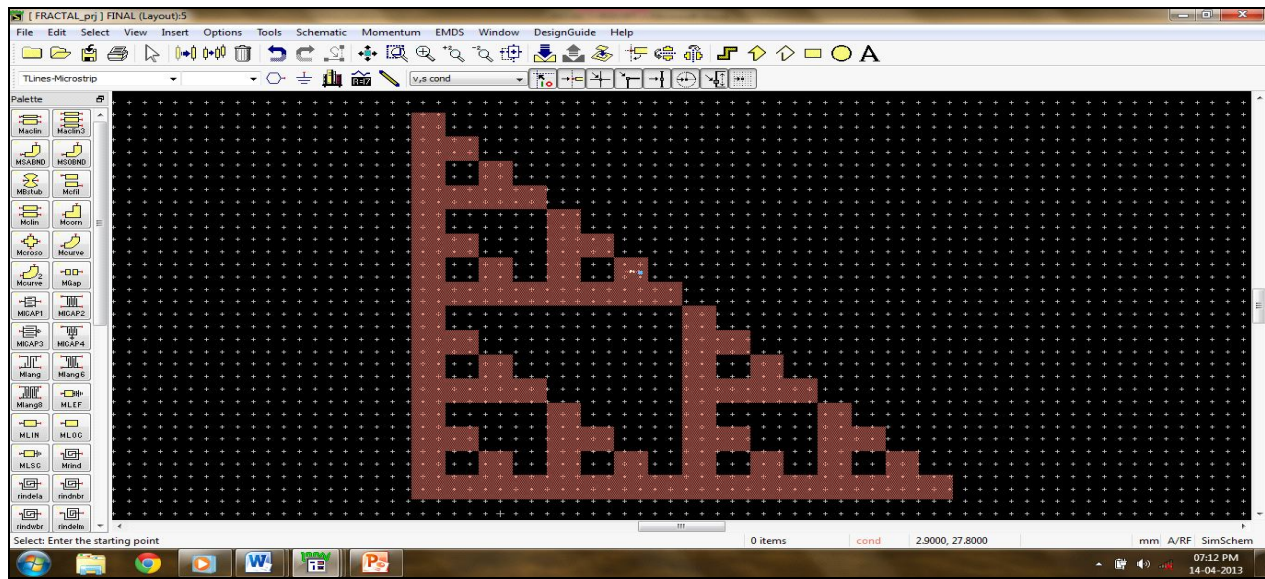 [ FRACTAL_prj ] FINAL (Layout):5
File Edit Select View Insert Options Tools Schematic Momentum EMDS Window DesignGuide Help
A
TLines-Microstrip v,s cond
Palette
Maclin Maclin3
MSABND MSOBND
MBstub Mcfil
Mclin Mcorn
Mcroso Mcurve
Mcurve MGap
MICAP1 MICAP2
MICAP3 MICAP4
Mlang Mlang6
Mlang8 MLEF
MLIN MLOC
MLSC Mrind
rindela rindnbr
rindwbr rindelm
Select: Enter the starting point 0 items cond 2.9000, 27.8000 mm A/RF SimSchem
07:12 PM
14-04-2013